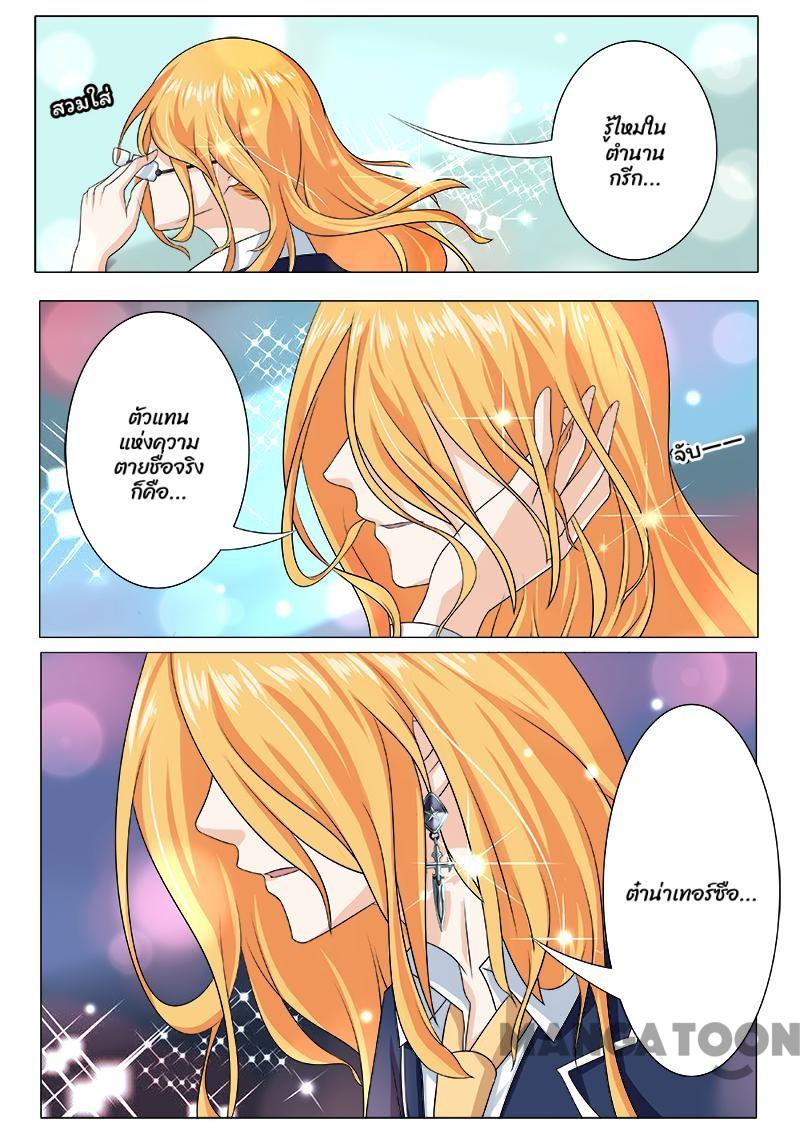 สวมใส่
รู้ไหมใน
ตำนาน
กรีก...
ตัวแทน
แห่งความ
ตายชื่อจริง
ก็คือ...
จับ——
ต๋าน่าเทอร์ซือ...
MANGATOON